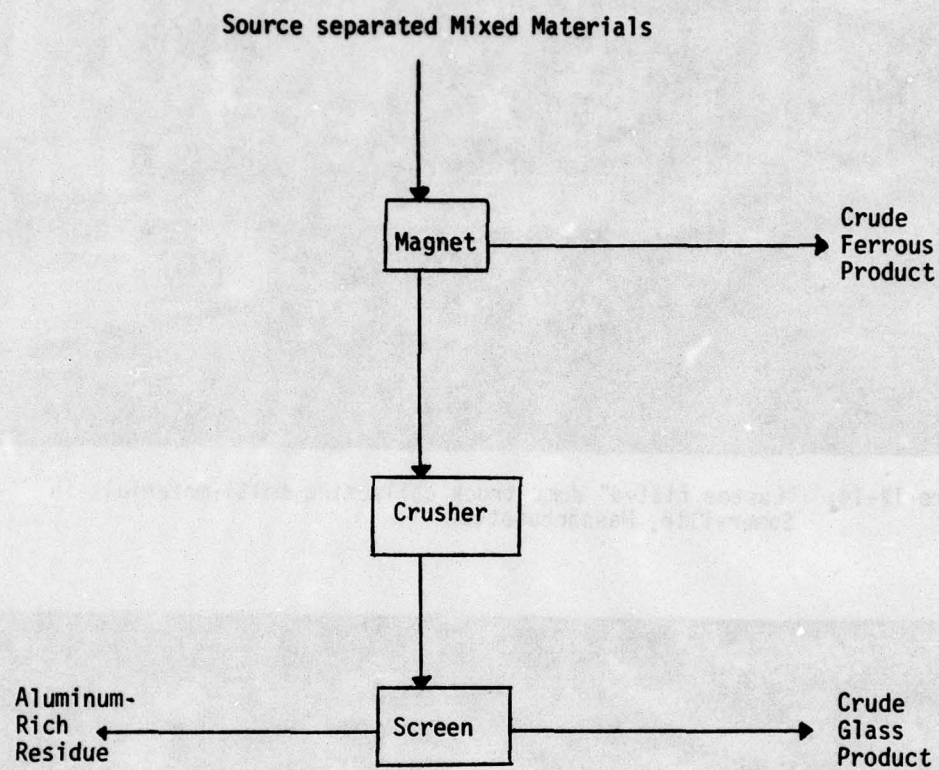 Source separated Mixed Materials
Magnet
Crude
Ferrous
Product
Crusher
Aluminum-
Rich
Residue
Screen
Crude
Glass
Product